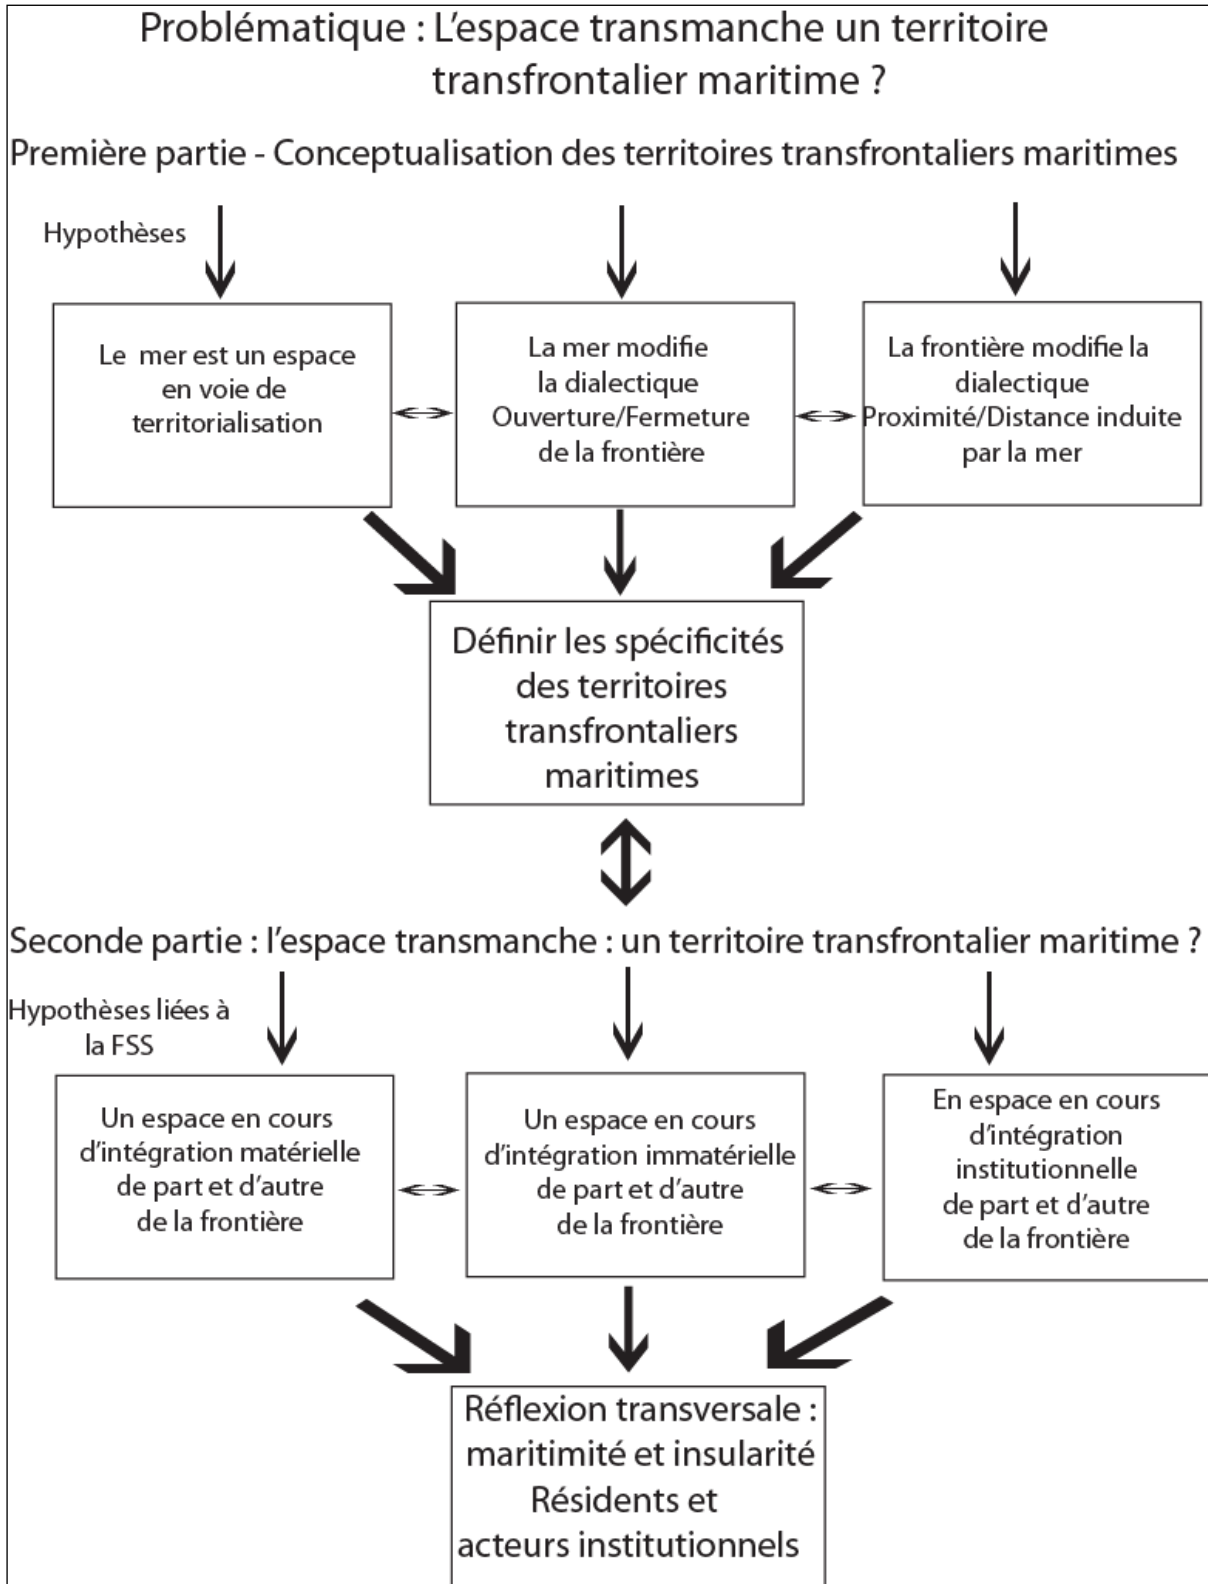 Problématique : L'espace transmanche un territoire
transfrontalier maritime ?
Première partie - Conceptualisation des territoires transfrontaliers maritimes
Hypothèses
Le mer est un espace
en voie de
territorialisation
La mer modifie
la dialectique
Ouverture/Fermeture
de la frontière
La frontière modifie la
dialectique
Proximité/Distance induite
par la mer
Définir les spécificités
des territoires
transfrontaliers
maritimes
Seconde partie : l'espace transmanche : un territoire transfrontalier maritime ?
Hypothèses liées à
la FSS
Un espace en cours
d'intégration matérielle
de part et d'autre
de la frontière
Un espace en cours
d'intégration immatérielle
de part et d'autre
de la frontière
En espace en cours
d'intégration
institutionnelle
de part et d'autre
de la frontière
Réflexion transversale :
maritimité et insularité
Résidents et
acteurs institutionnels